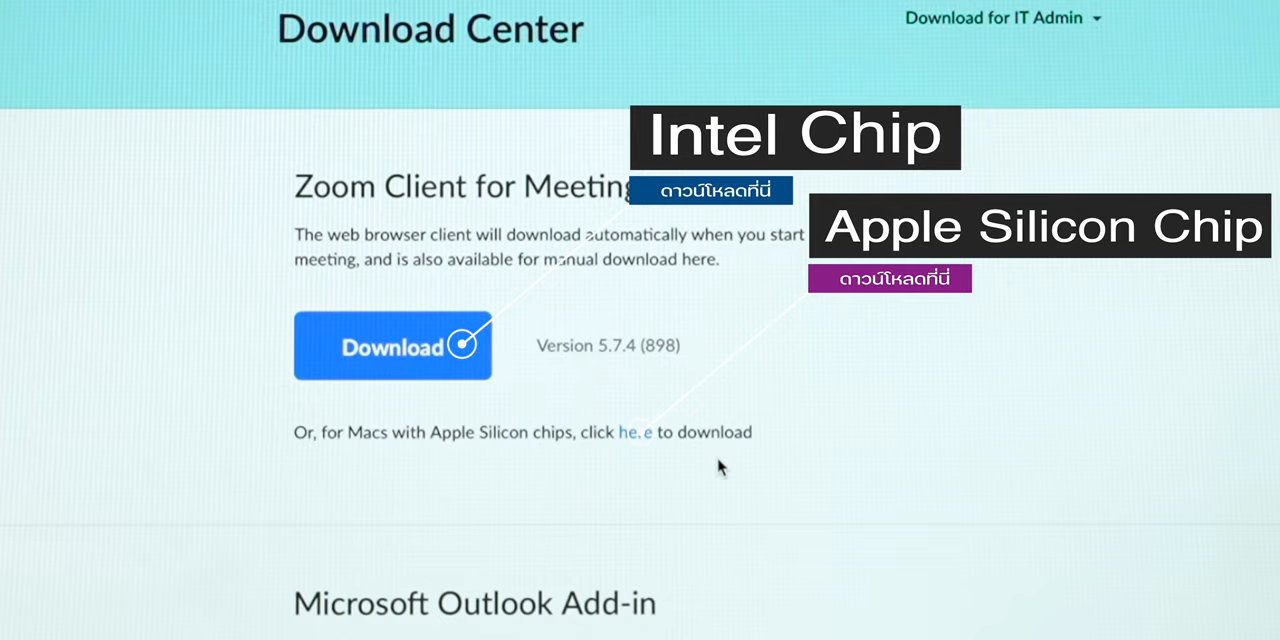 Download Center
Download for IT Admin
Intel Chip
ดาวน์โหลดที่นี่
Zoom Client for Meeting
Apple Silicon Chip
ดาวน์โหลดที่นี่
The web browser client will download automatically when you start
meeting, and is also available for manual download here.
Download
Version 5.7.4 (898)
Or, for Macs with Apple Silicon chips, click here to download
Microsoft Outlook Add-in